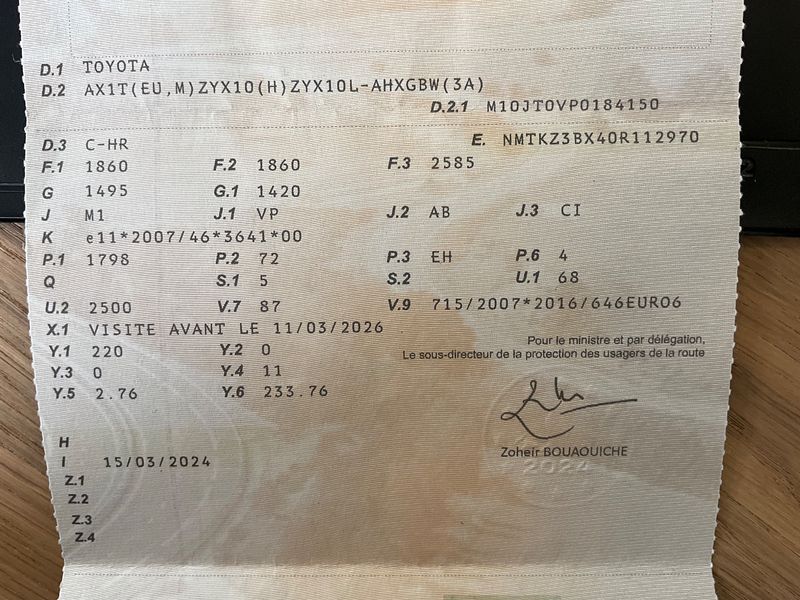 D.1 TOYOTA
D.2 AX1T(EU,M)ZYX10(H)ZYX10L-AHXGBW(3A)
D.2.1 M10JTOVP0184150
D.3 C-HR E. NMTKZ3BX40R112970
F.1 1860 F.2 1860 F.3 2585
G 1495 G.1 1420
J M1 J.1 VP J.2 AB J.3 CI
K e11*2007/46*3641*00
P.1 1798 P.2 72 P.3 EH P.6 4
Q S.1 5 S.2 U.1 68
U.2 2500 V.7 87 V.9 715/2007*2016/646EURO6
X.1 VISITE AVANT LE 11/03/2026
Y.1 220 Y.2 0
Y.3 0 Y.4 11
Y.5 2.76 Y.6 233.76
Pour le ministre et par délégation,
Le sous-directeur de la protection des usagers de la route
Zoheir BOUAOUICHE
2024
H
I 15/03/2024
Z.1
Z.2
Z.3
Z.4